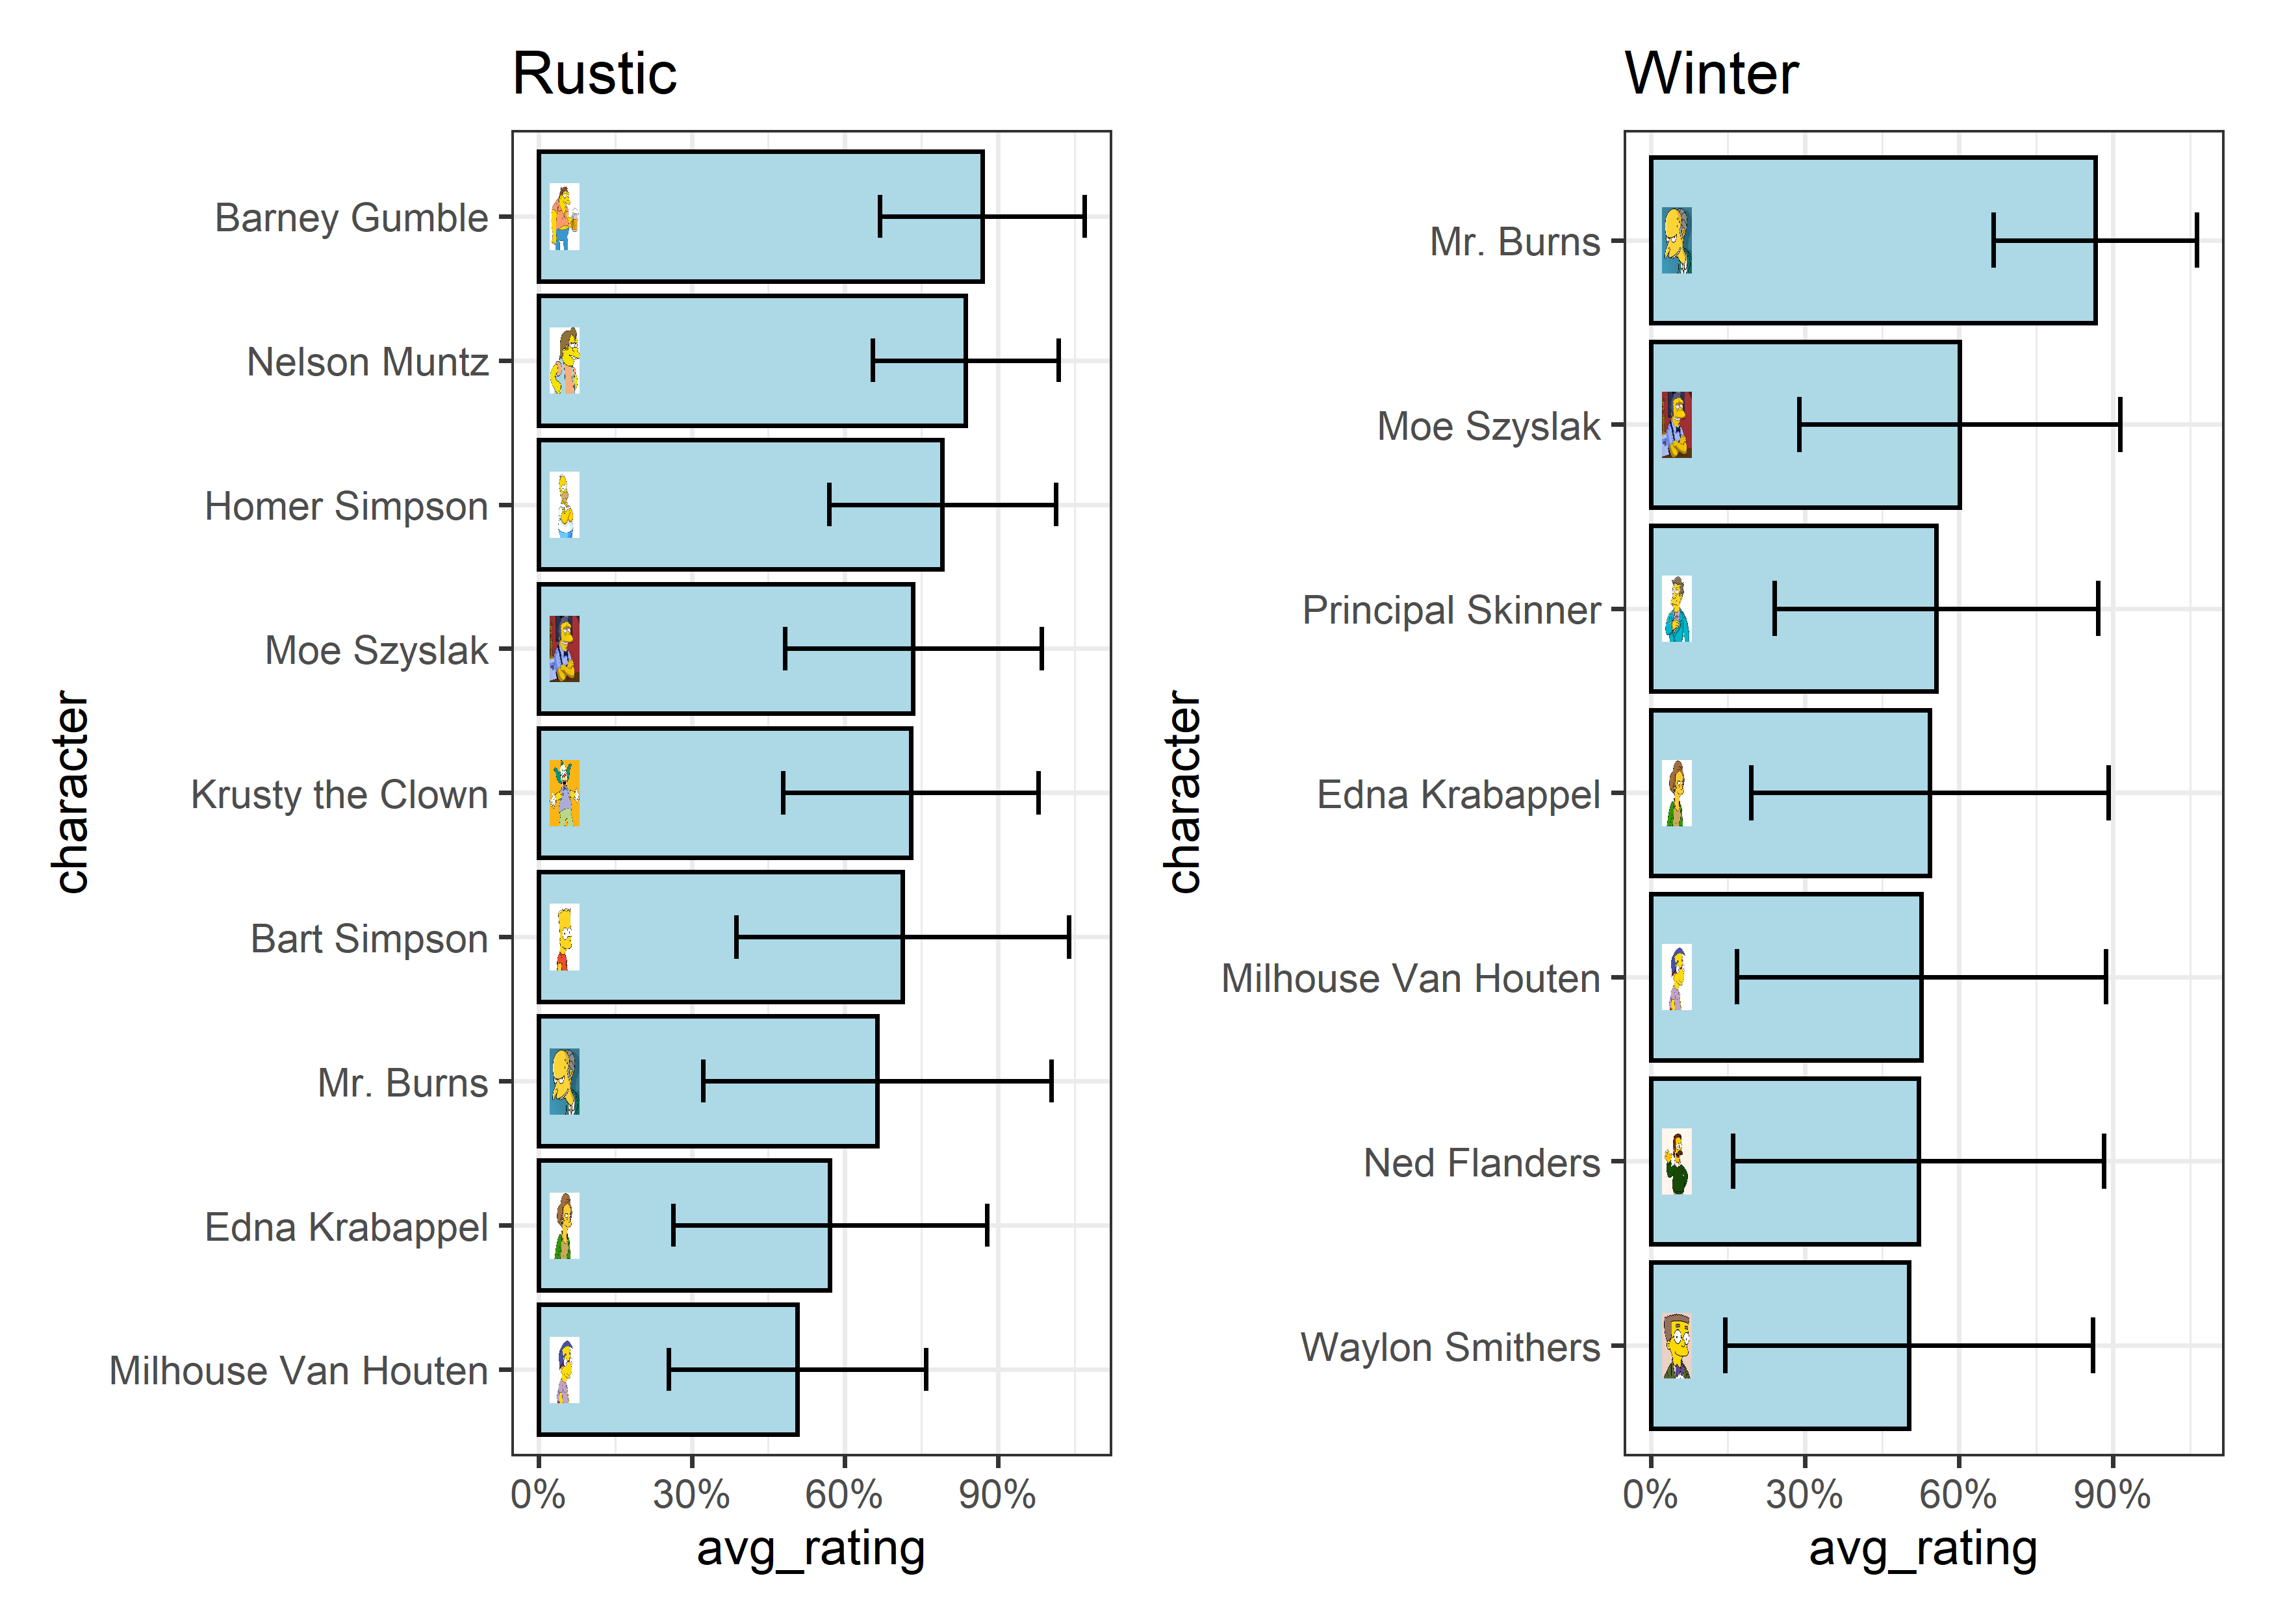 Rustic
character
Barney Gumble
Nelson Muntz
Homer Simpson
Moe Szyslak
Krusty the Clown
Bart Simpson
Mr. Burns
Edna Krabappel
Milhouse Van Houten
0% 30% 60% 90%
avg_rating
Winter
character
Mr. Burns
Moe Szyslak
Principal Skinner
Edna Krabappel
Milhouse Van Houten
Ned Flanders
Waylon Smithers
0% 30% 60% 90%
avg_rating